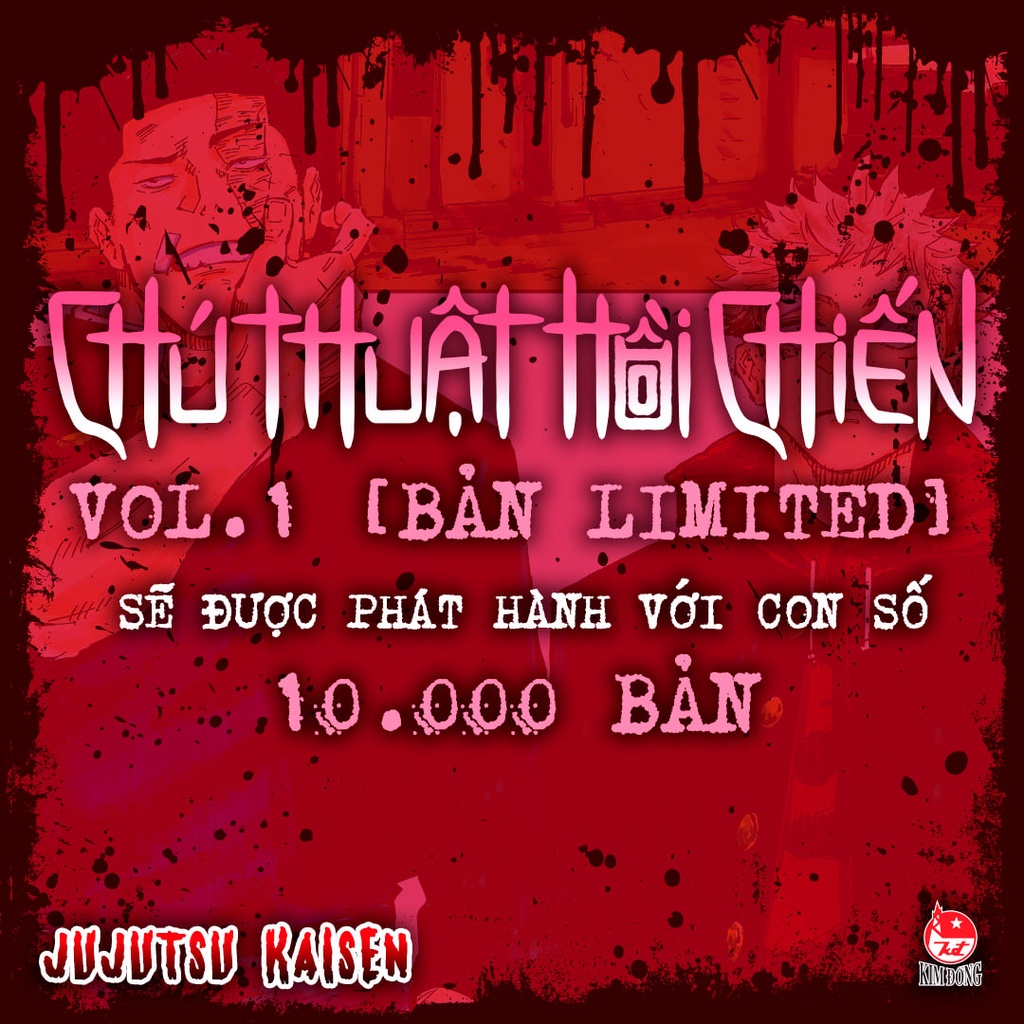 CHÚ THUẬT HỒI CHIẾN
VOL.1 [BẢN LIMITED]
SẼ ĐƯỢC PHÁT HÀNH VỚI CON SỐ
10.000 BẢN
JUJUTSU KAISEN
KIM ĐỒNG